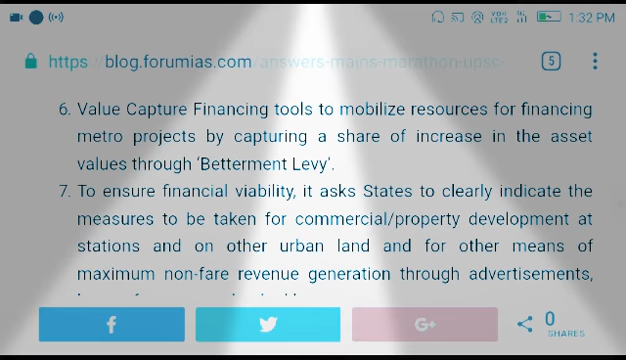 VoH LTE2 1:32 PM
https://blog.forumias.com/answers-mains-marathon-upsc- 5
6. Value Capture Financing tools to mobilize resources for financing
metro projects by capturing a share of increase in the asset
values through ‘Betterment Levy’.
7. To ensure financial viability, it asks States to clearly indicate the
measures to be taken for commercial/property development at
stations and on other urban land and for other means of
maximum non-fare revenue generation through advertisements,
f G+ 0
SHARES